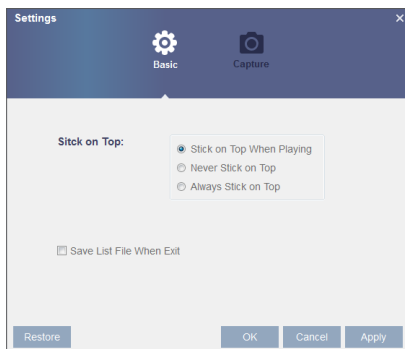 Settings
Basic
Capture
Sitck on Top:
Stick on Top When Playing
Never Stick on Top
Always Stick on Top
Save List File When Exit
Restore
OK
Cancel
Apply